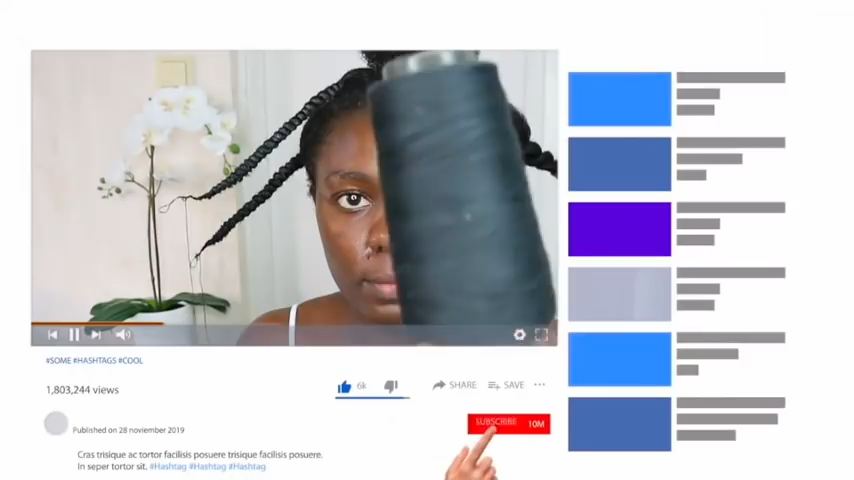 #SOME #HASHTAGS #COOL
1,803,244 views
6k
SHARE
SAVE
SUBSCRIBE 10M
Published on 28 noviember 2019
Cras trisique ac tortor facilisis posuere trisique facilisis posuere.
In seper tortor sit. #Hashtag #Hashtag #Hashtag